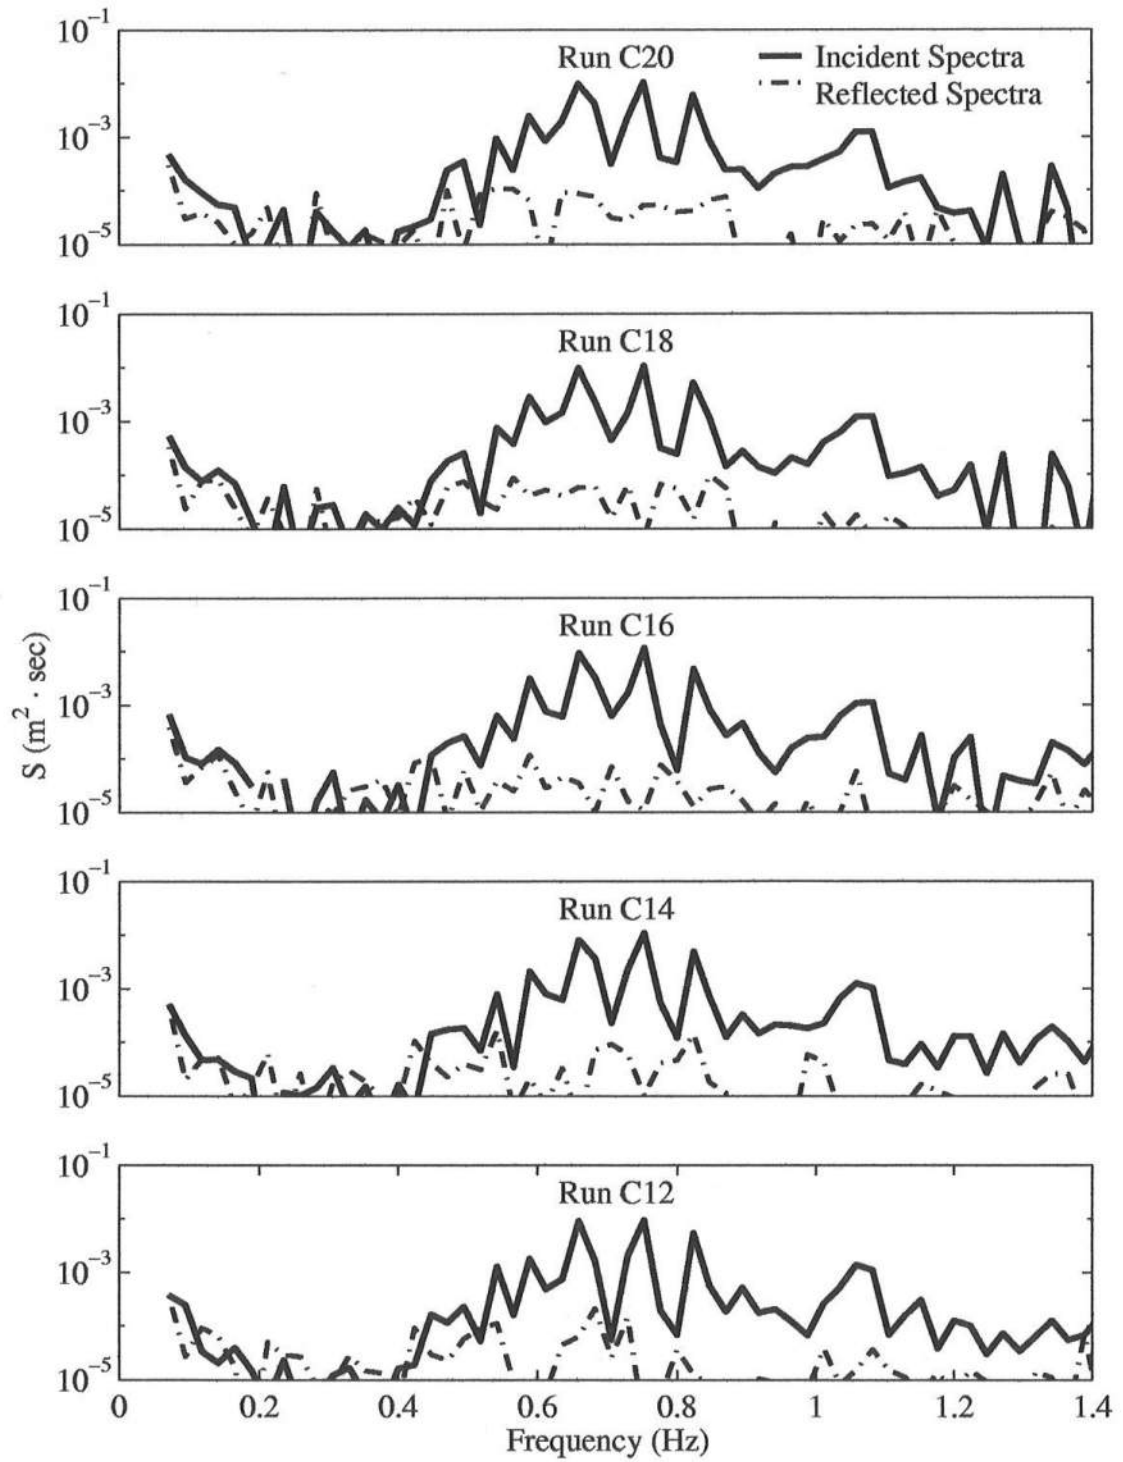 10⁻¹
Run C20
Incident Spectra
Reflected Spectra
10⁻³
10⁻⁵
10⁻¹
Run C18
10⁻³
10⁻⁵
10⁻¹
Run C16
10⁻³
10⁻⁵
S (m² · sec)
10⁻¹
Run C14
10⁻³
10⁻⁵
10⁻¹
Run C12
10⁻³
10⁻⁵
0 0.2 0.4 0.6 0.8 1 1.2 1.4
Frequency (Hz)